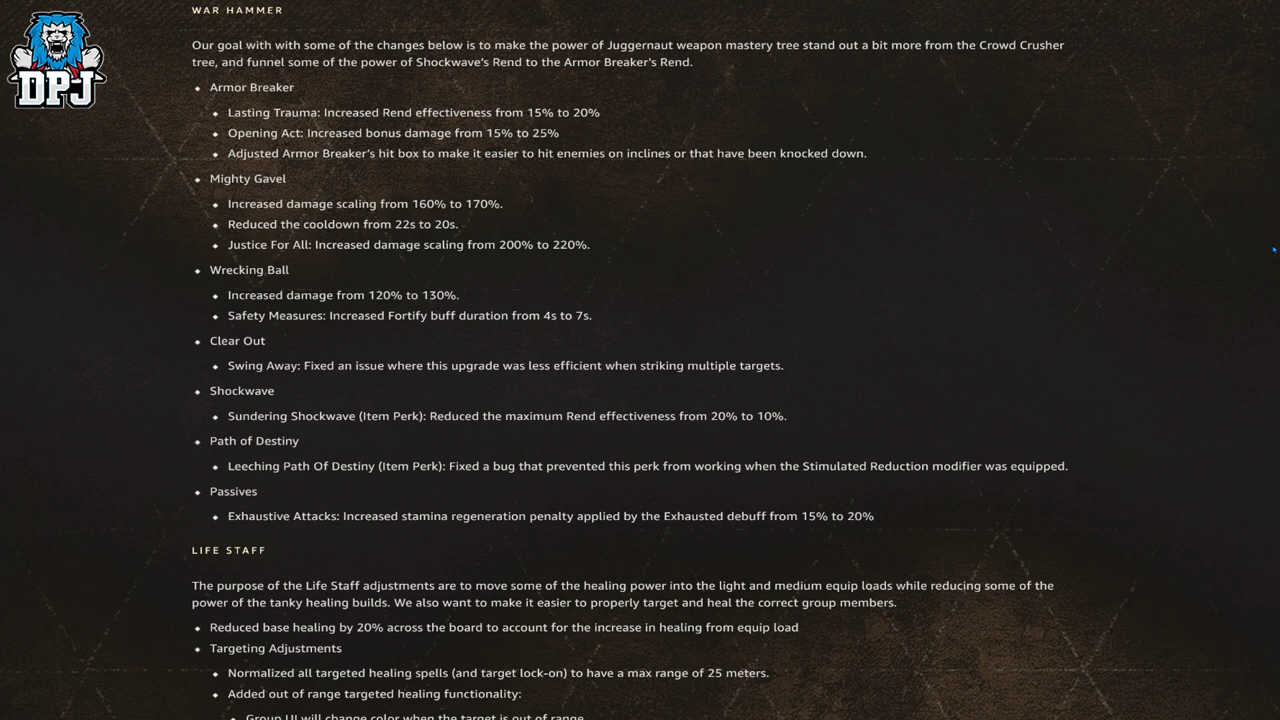 DPJ
WAR HAMMER
Our goal with with some of the changes below is to make the power of Juggernaut weapon mastery tree stand out a bit more from the Crowd Crusher
tree, and funnel some of the power of Shockwave's Rend to the Armor Breaker's Rend.
Armor Breaker
Lasting Trauma: Increased Rend effectiveness from 15% to 20%
Opening Act: Increased bonus damage from 15% to 25%
Adjusted Armor Breaker's hit box to make it easier to hit enemies on inclines or that have been knocked down.
Mighty Gavel
Increased damage scaling from 160% to 170%.
Reduced the cooldown from 22s to 20s.
Justice For All: Increased damage scaling from 200% to 220%.
Wrecking Ball
Increased damage from 120% to 130%.
Safety Measures: Increased Fortify buff duration from 4s to 7s.
Clear Out
Swing Away: Fixed an issue where this upgrade was less efficient when striking multiple targets.
Shockwave
Sundering Shockwave (Item Perk): Reduced the maximum Rend effectiveness from 20% to 10%.
Path of Destiny
Leeching Path Of Destiny (Item Perk): Fixed a bug that prevented this perk from working when the Stimulated Reduction modifier was equipped.
Passives
Exhaustive Attacks: Increased stamina regeneration penalty applied by the Exhausted debuff from 15% to 20%
LIFE STAFF
The purpose of the Life Staff adjustments are to move some of the healing power into the light and medium equip loads while reducing some of the
power of the tanky healing builds. We also want to make it easier to properly target and heal the correct group members.
Reduced base healing by 20% across the board to account for the increase in healing from equip load
Targeting Adjustments
Normalized all targeted healing spells (and target lock-on) to have a max range of 25 meters.
Added out of range targeted healing functionality:
Group UI will change color when the target is out of range